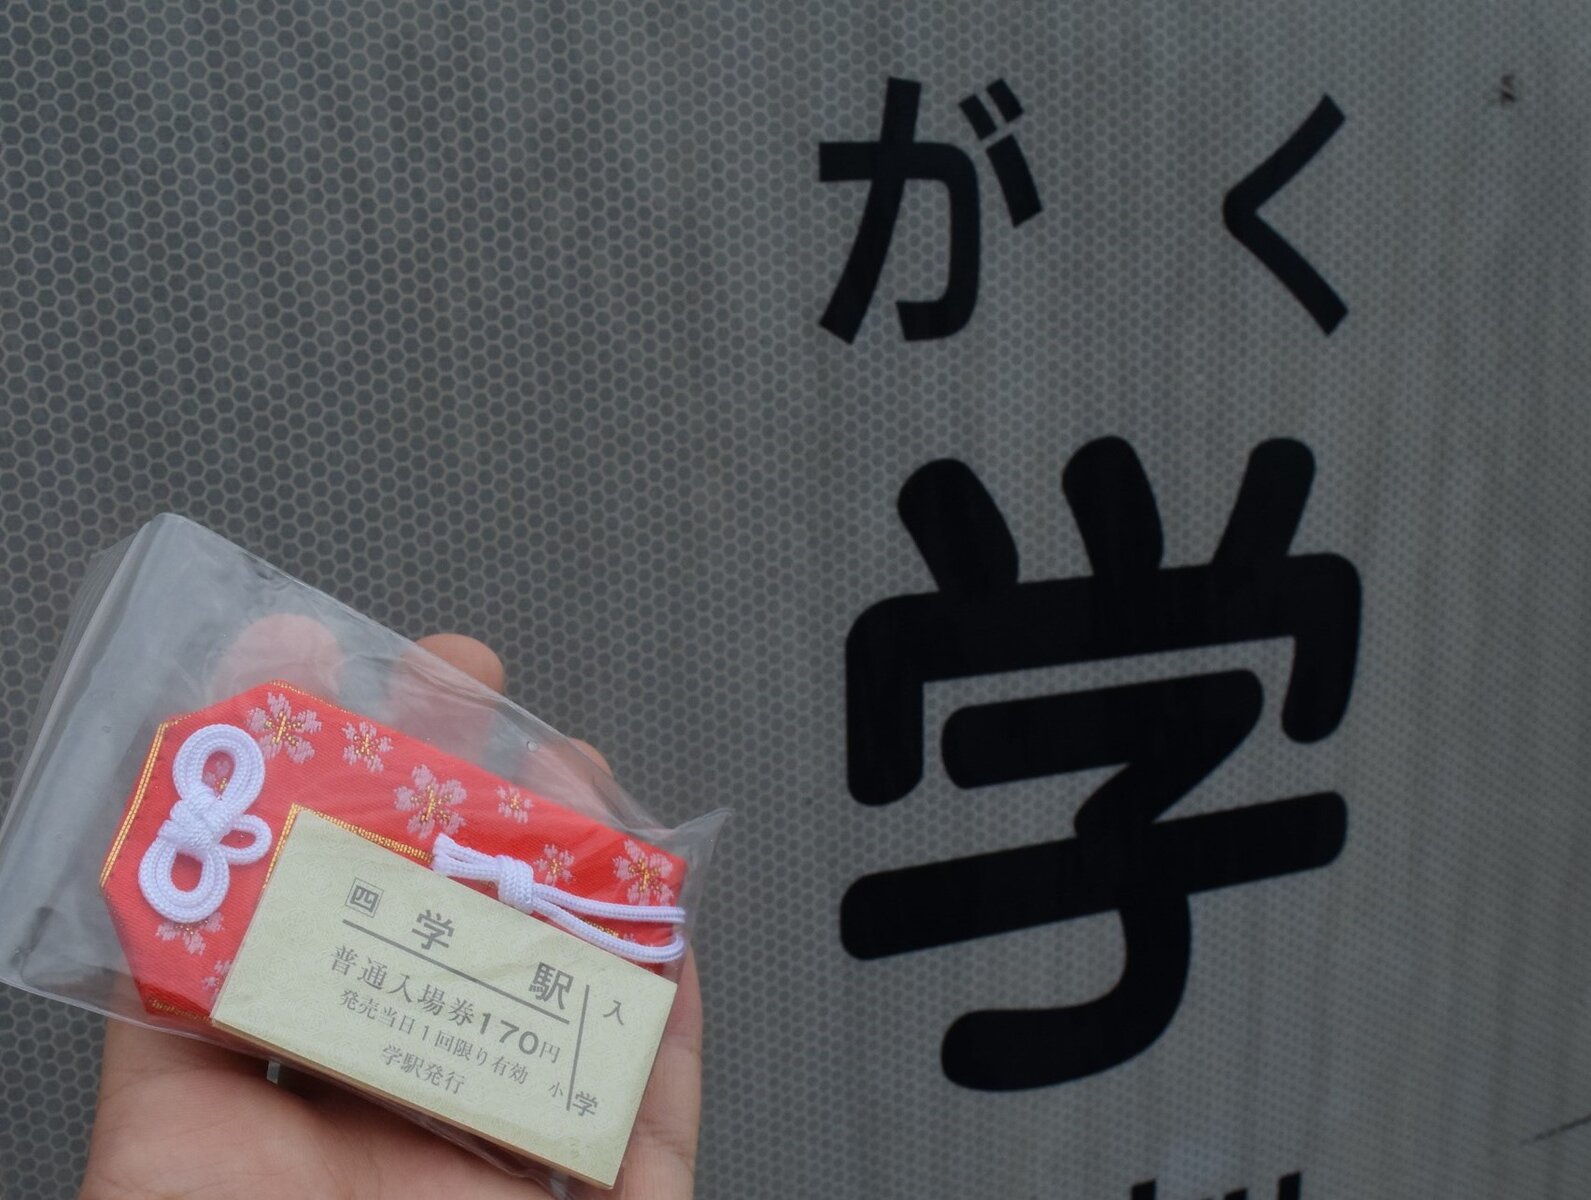 がく
学
ku
四 学駅
普通入場券170円
発売当日1回限り有効
学駅発行
小
入
学